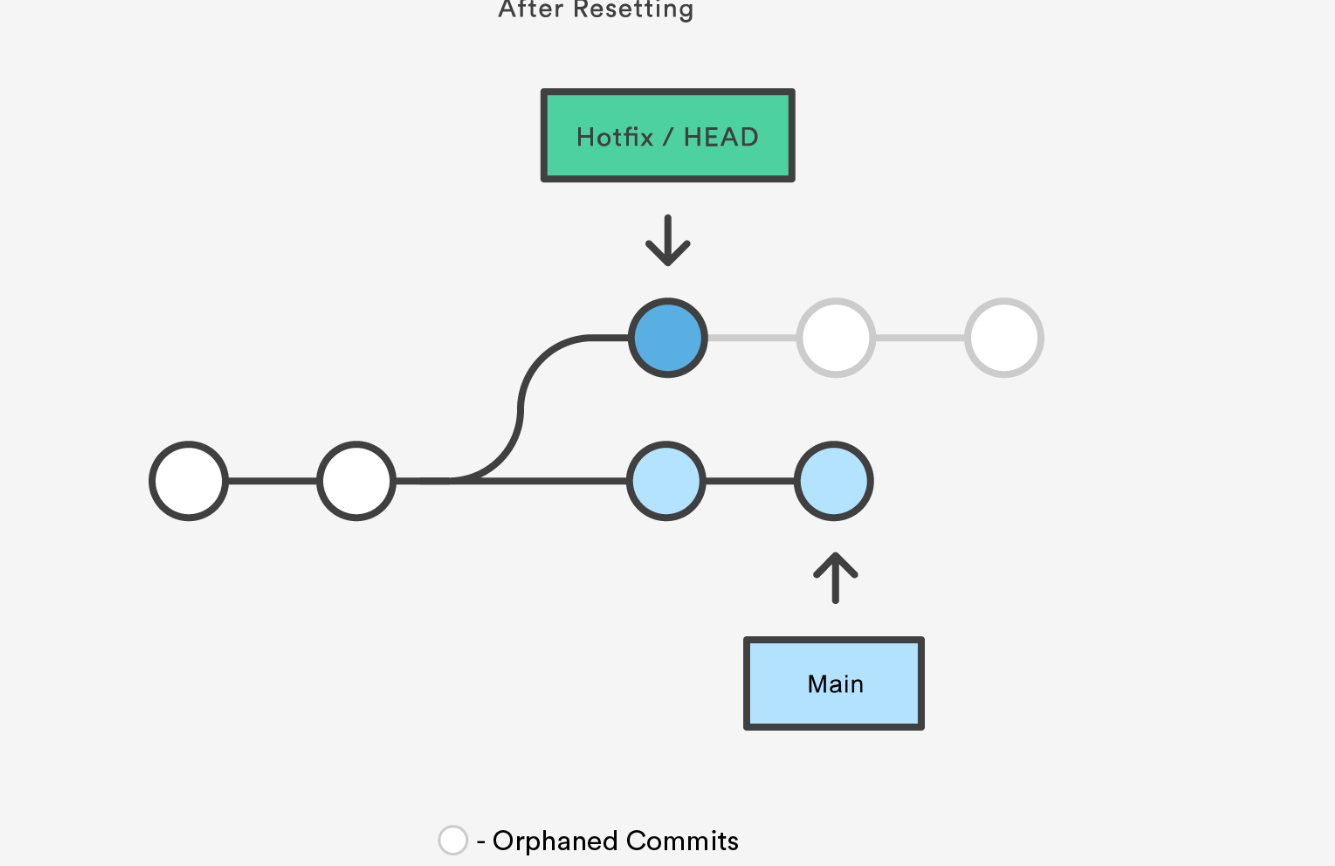 After Resetting
Hotfix / HEAD
Main
- Orphaned Commits